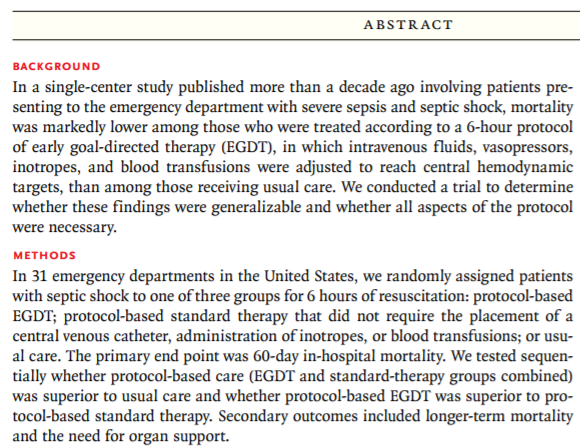 ABSTRACT
BACKGROUND
In a single-center study published more than a decade ago involving patients pre-
senting to the emergency department with severe sepsis and septic shock, mortality
was markedly lower among those who were treated according to a 6-hour protocol
of early goal-directed therapy (EGDT), in which intravenous fluids, vasopressors,
inotropes, and blood transfusions were adjusted to reach central hemodynamic
targets, than among those receiving usual care. We conducted a trial to determine
whether these findings were generalizable and whether all aspects of the protocol
were necessary.
METHODS
In 31 emergency departments in the United States, we randomly assigned patients
with septic shock to one of three groups for 6 hours of resuscitation: protocol-based
EGDT; protocol-based standard therapy that did not require the placement of a
central venous catheter, administration of inotropes, or blood transfusions; or usu-
al care. The primary end point was 60-day in-hospital mortality. We tested sequen-
tially whether protocol-based care (EGDT and standard-therapy groups combined)
was superior to usual care and whether protocol-based EGDT was superior to pro-
tocol-based standard therapy. Secondary outcomes included longer-term mortality
and the need for organ support.